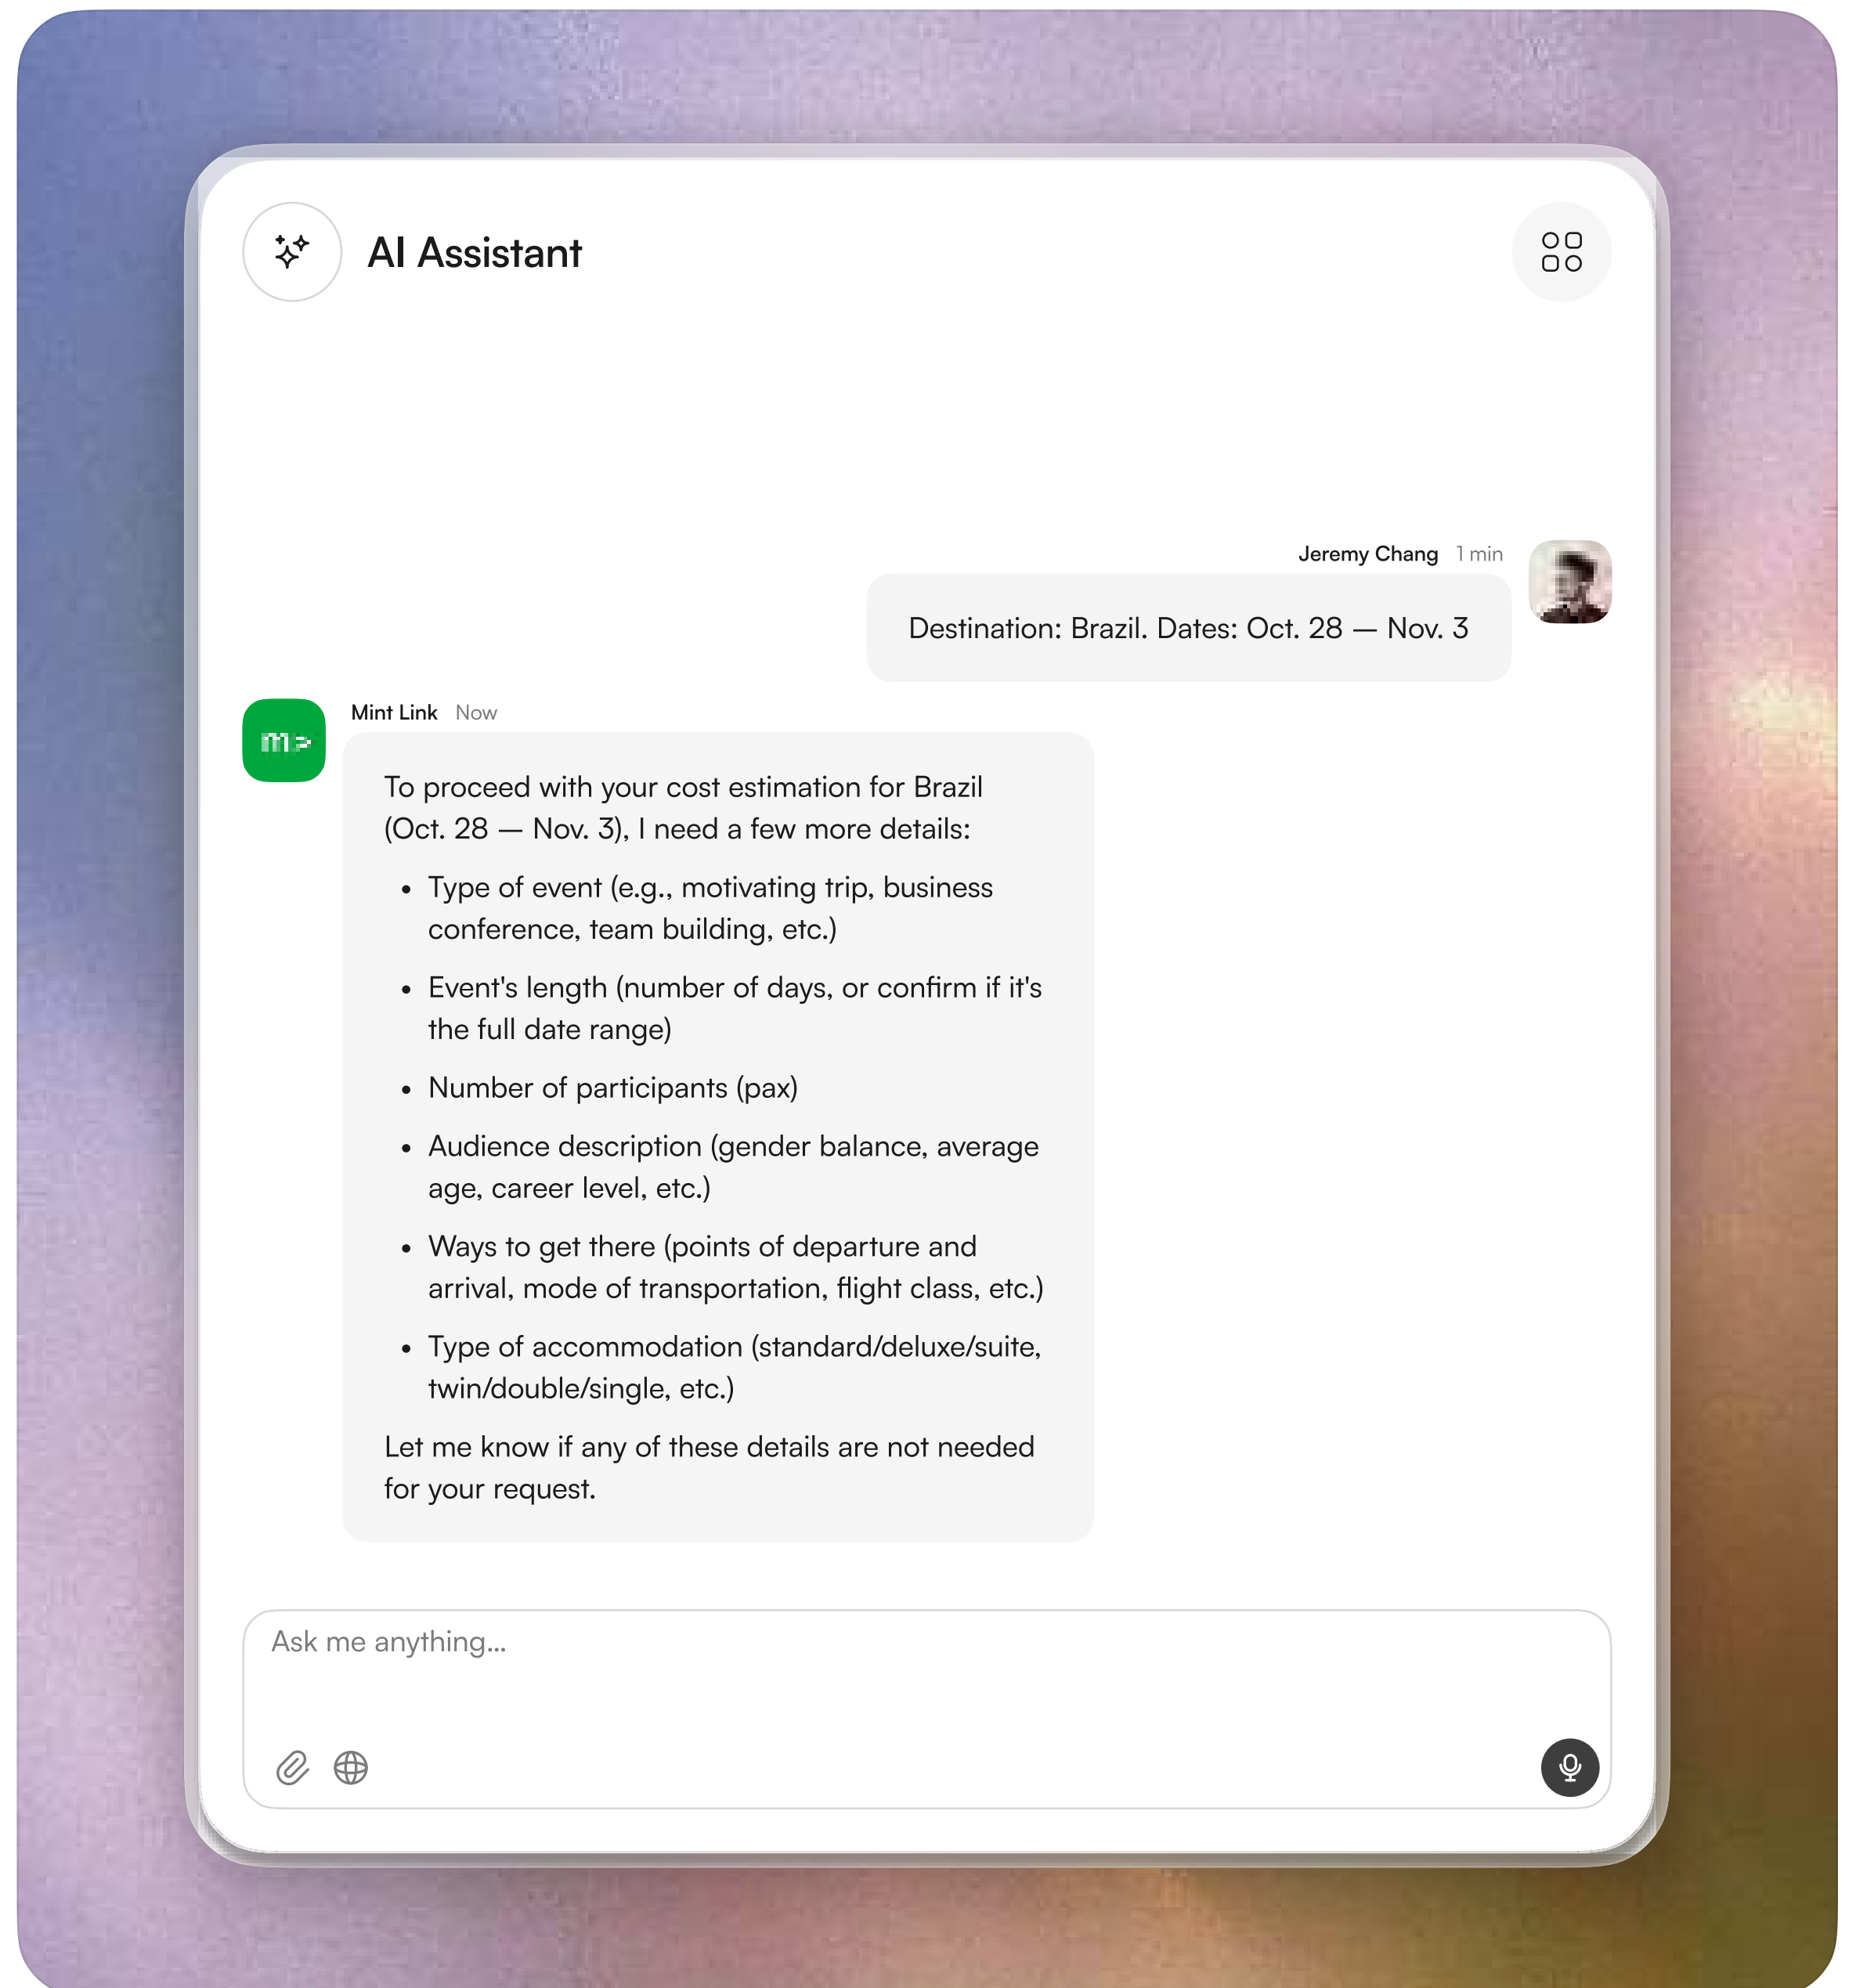 AI Assistant
Jeremy Chang 1 min
Destination: Brazil. Dates: Oct. 28 — Nov. 3
Mint Link Now
m>
To proceed with your cost estimation for Brazil
(Oct. 28 — Nov. 3), I need a few more details:
• Type of event (e.g., motivating trip, business
conference, team building, etc.)
• Event's length (number of days, or confirm if it's
the full date range)
• Number of participants (pax)
• Audience description (gender balance, average
age, career level, etc.)
• Ways to get there (points of departure and
arrival, mode of transportation, flight class, etc.)
• Type of accommodation (standard/deluxe/suite,
twin/double/single, etc.)
Let me know if any of these details are not needed
for your request.
Ask me anything...